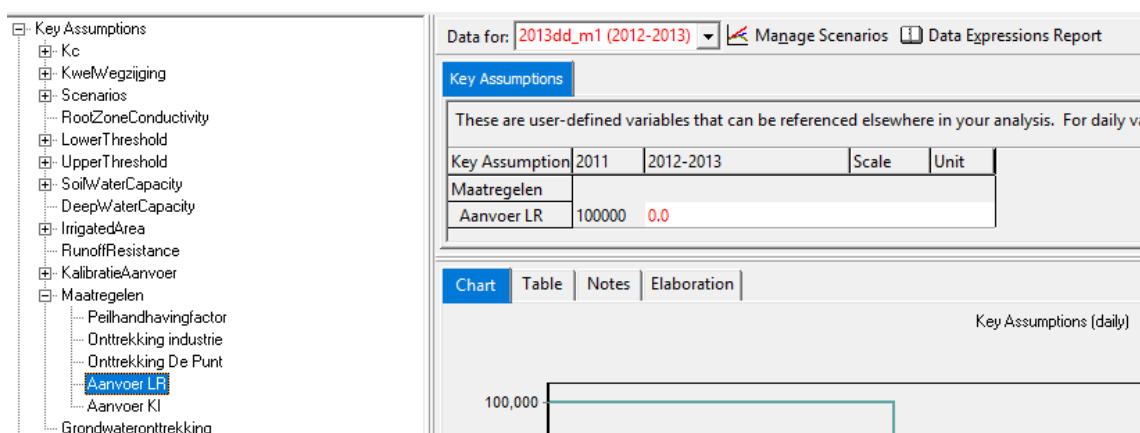 Key Assumptions
Kc
Kwel/Wegzijging
Scenarios
RootZoneConductivity
LowerThreshold
UpperThreshold
SoilWaterCapacity
DeepWaterCapacity
IrrigatedArea
RunoffResistance
KalibratieAanvoer
Maatregelen
Peilhandhavingfactor
Onttrekking industrie
Onttrekking De Punt
Aanvoer LR
Aanvoer KI
Grondwateronttrekking
Data for: 2013dd_m1 (2012-2013) Manage Scenarios Data Expressions Report
Key Assumptions
These are user-defined variables that can be referenced elsewhere in your analysis. For daily va
Key Assumption 2011 2012-2013 Scale Unit
Maatregelen
Aanvoer LR 100000 0.0
Chart Table Notes Elaboration
Key Assumptions (daily)
100,000